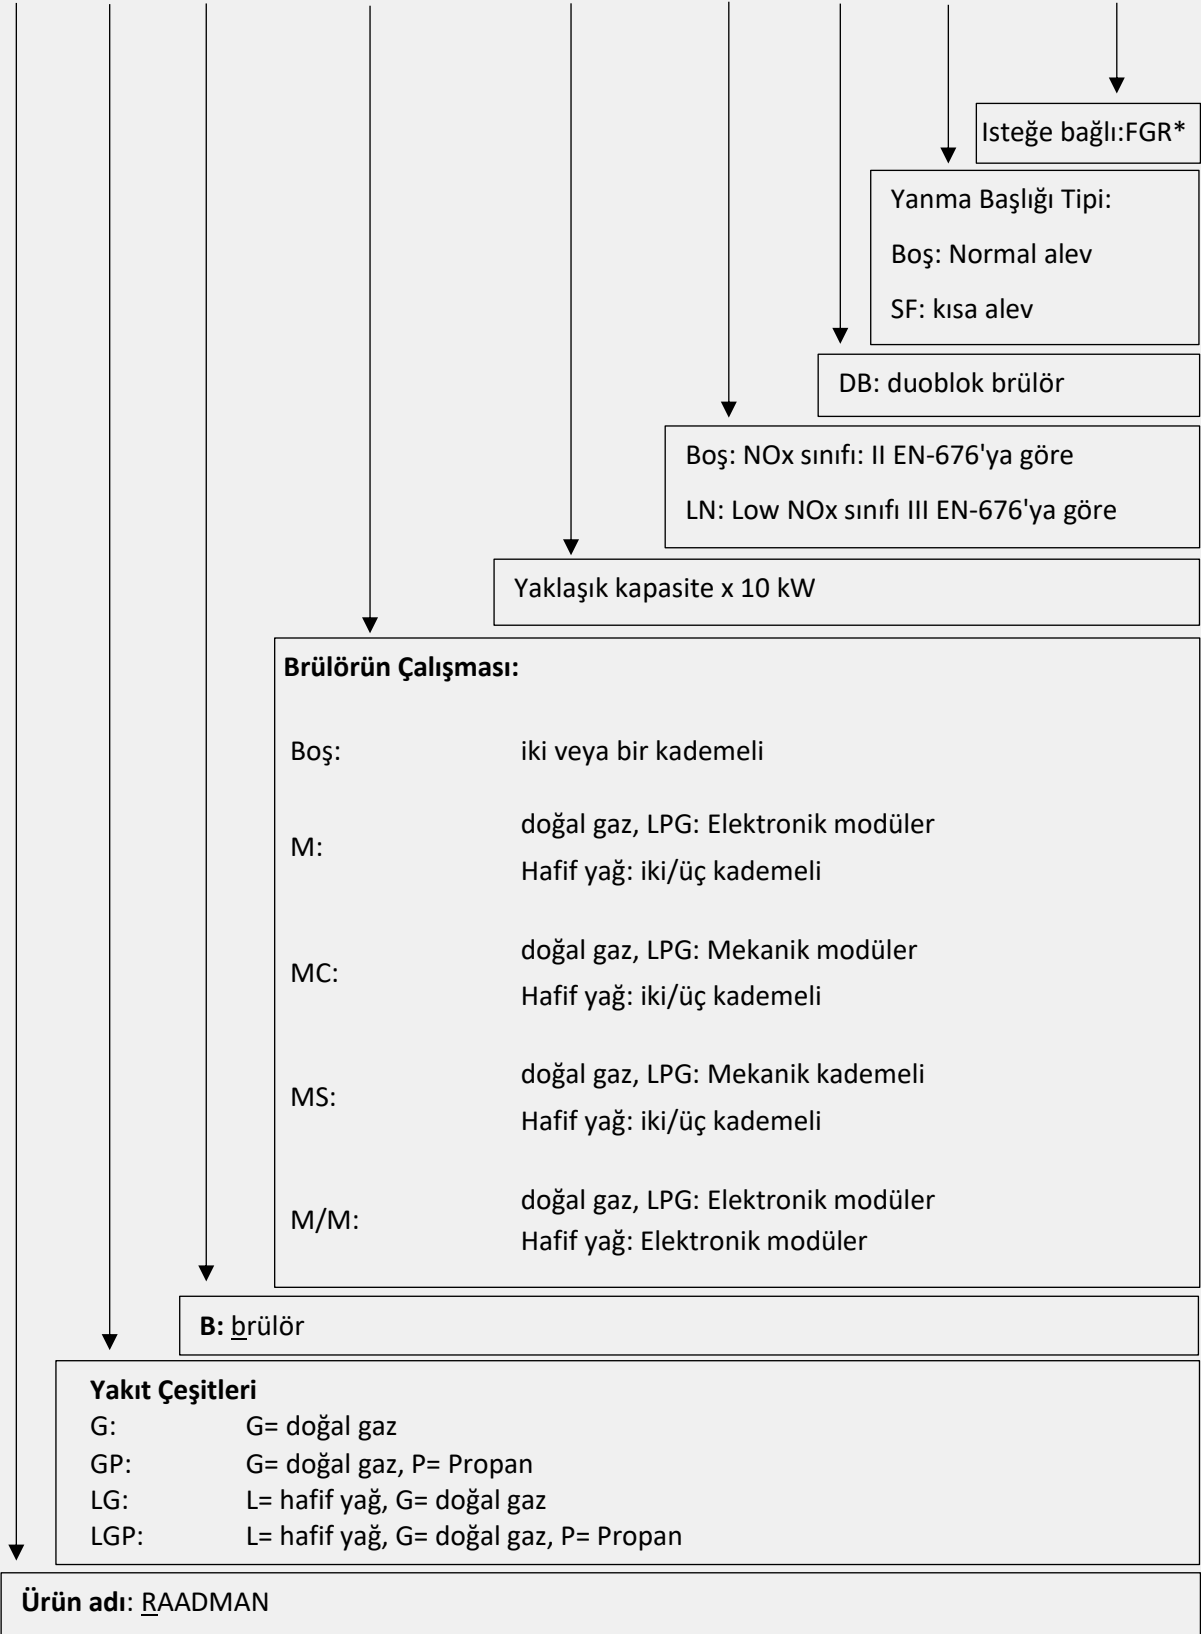 Isteğe bağlı:FGR*
Yanma Başlığı Tipi:
Boş: Normal alev
SF: kısa alev
DB: duoblok brülör
Boş: NOx sınıfı: II EN-676'ya göre
LN: Low NOx sınıfı III EN-676'ya göre
Yaklaşık kapasite x 10 kW
Brülörün Çalışması:
Boş: iki veya bir kademeli
M: doğal gaz, LPG: Elektronik modüler
Hafif yağ: iki/üç kademeli
MC: doğal gaz, LPG: Mekanik modüler
Hafif yağ: iki/üç kademeli
MS: doğal gaz, LPG: Mekanik kademeli
Hafif yağ: iki/üç kademeli
M/M: doğal gaz, LPG: Elektronik modüler
Hafif yağ: Elektronik modüler
B: brülör
Yakıt Çeşitleri
G: G= doğal gaz
GP: G= doğal gaz, P= Propan
LG: L= hafif yağ, G= doğal gaz
LGP: L= hafif yağ, G= doğal gaz, P= Propan
Ürün adı: RAADMAN